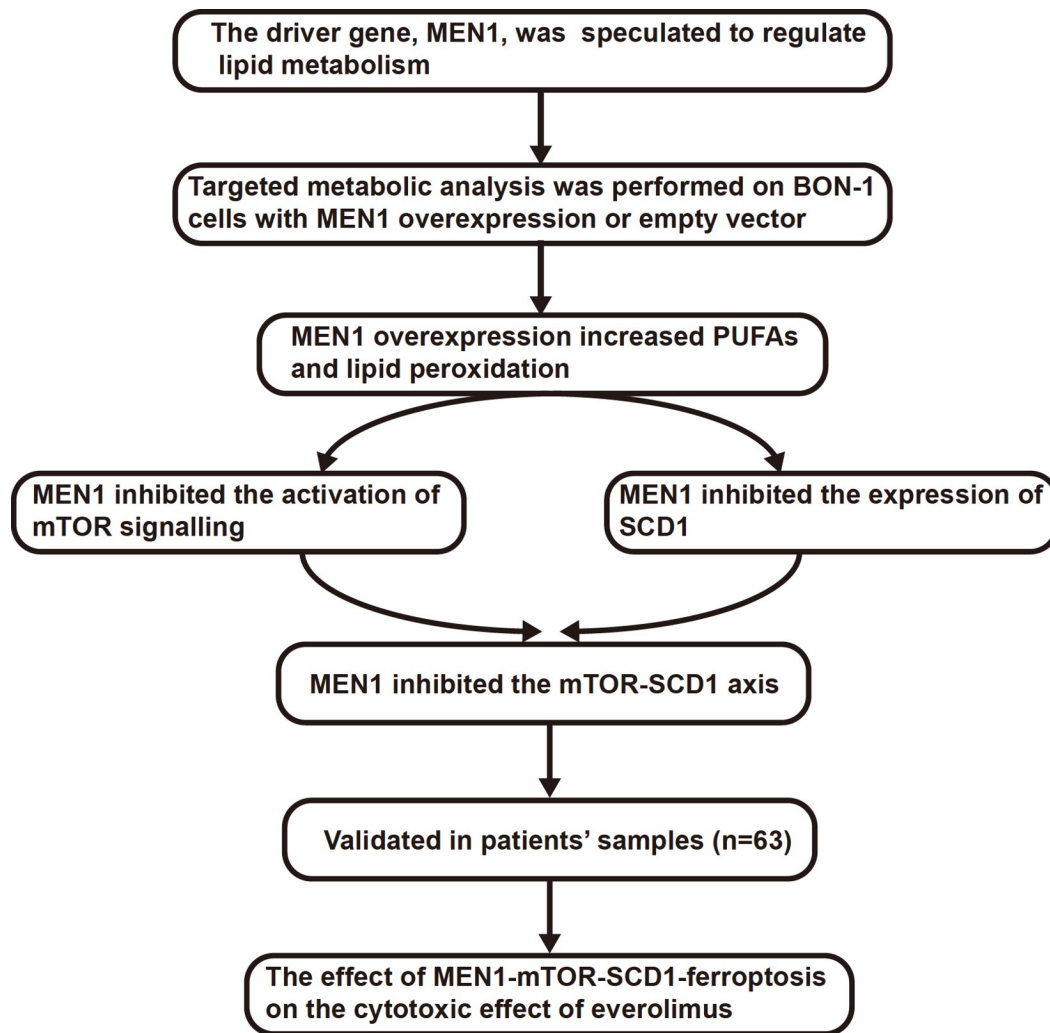 The driver gene, MEN1, was speculated to regulate
lipid metabolism
Targeted metabolic analysis was performed on BON-1
cells with MEN1 overexpression or empty vector
MEN1 overexpression increased PUFAs
and lipid peroxidation
MEN1 inhibited the activation of
mTOR signalling
MEN1 inhibited the expression of
SCD1
MEN1 inhibited the mTOR-SCD1 axis
Validated in patients’ samples (n=63)
The effect of MEN1-mTOR-SCD1-ferroptosis
on the cytotoxic effect of everolimus